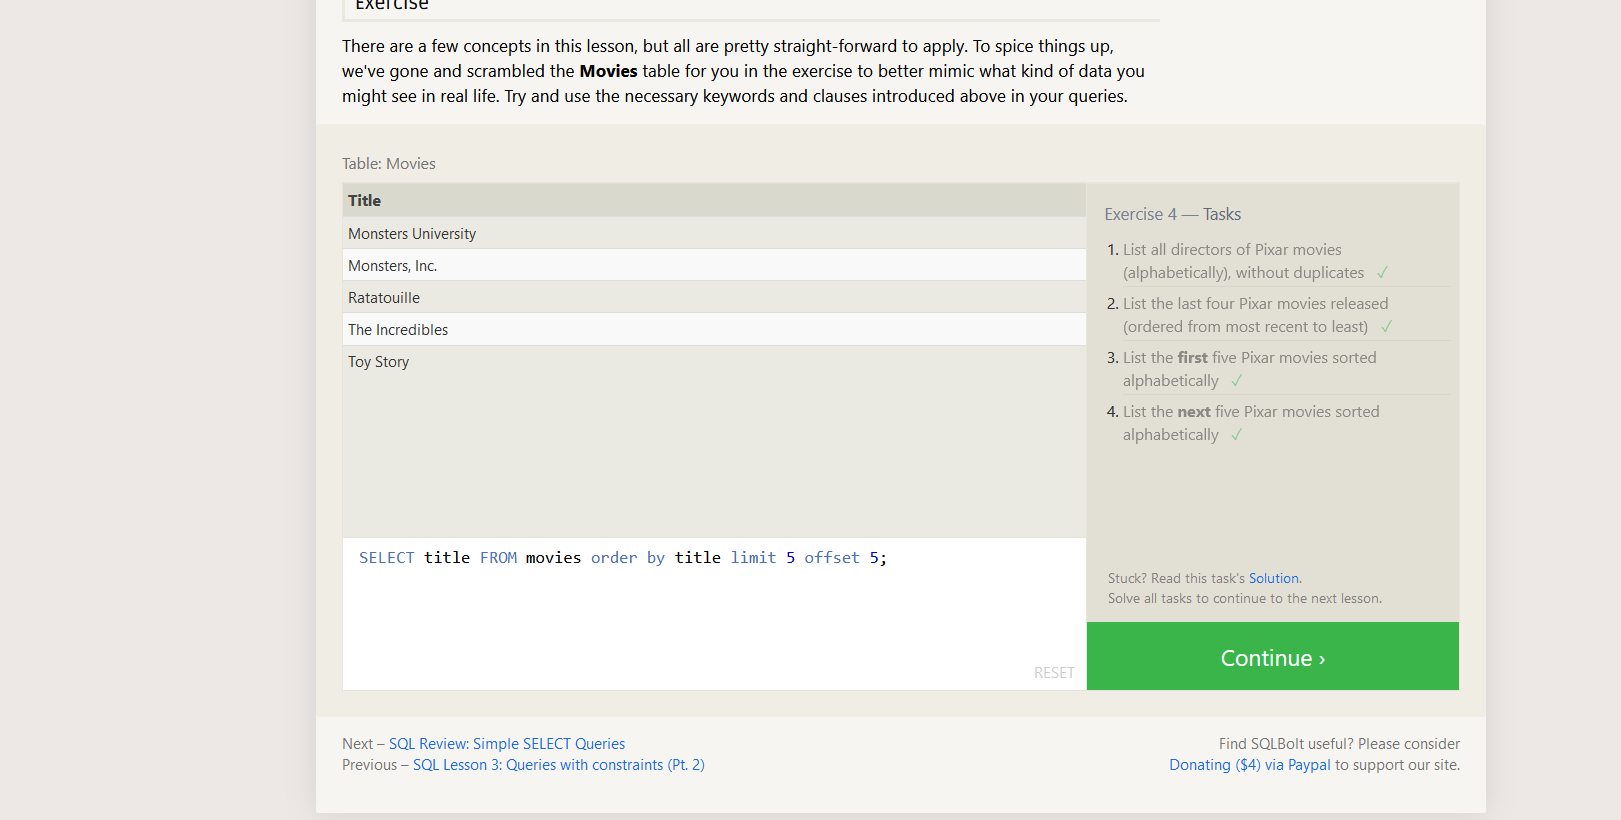 Exercise
There are a few concepts in this lesson, but all are pretty straight-forward to apply. To spice things up,
we've gone and scrambled the Movies table for you in the exercise to better mimic what kind of data you
might see in real life. Try and use the necessary keywords and clauses introduced above in your queries.
Table: Movies
Title
Monsters University
Monsters, Inc.
Ratatouille
The Incredibles
Toy Story
SELECT title FROM movies order by title limit 5 offset 5;
RESET
Exercise 4 — Tasks
1. List all directors of Pixar movies
(alphabetically), without duplicates ✓
2. List the last four Pixar movies released
(ordered from most recent to least) ✓
3. List the first five Pixar movies sorted
alphabetically ✓
4. List the next five Pixar movies sorted
alphabetically ✓
Stuck? Read this task's Solution.
Solve all tasks to continue to the next lesson.
Continue ›
Next – SQL Review: Simple SELECT Queries
Previous – SQL Lesson 3: Queries with constraints (Pt. 2)
Find SQLBolt useful? Please consider
Donating ($4) via Paypal to support our site.